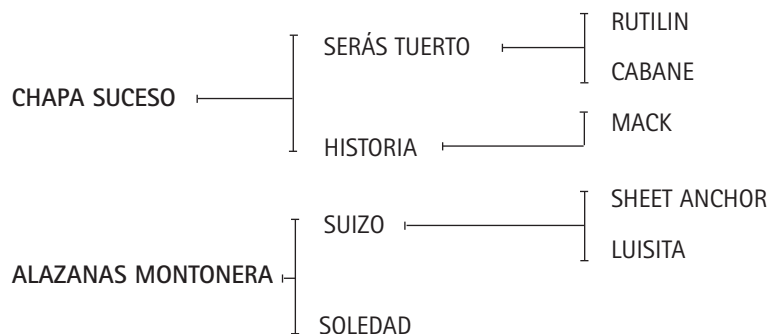 RUTILIN
SERÁS TUERTO
CABANE
CHAPA SUCESO
MACK
HISTORIA
SHEET ANCHOR
SUIZO
LUISITA
ALAZANAS MONTONERA
SOLEDAD